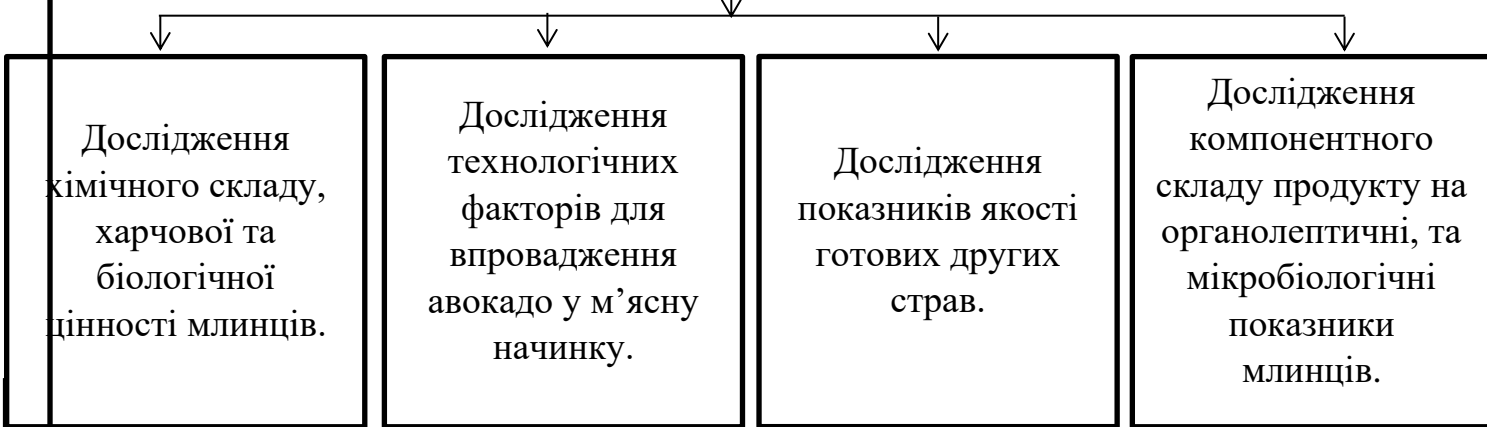 Дослідження
хімічного складу,
харчової та
біологічної
цінності млинців.
Дослідження
технологічних
факторів для
впровадження
авокадо у м’ясну
начинку.
Дослідження
показників якості
готових других
страв.
Дослідження
компонентного
складу продукту на
органолептичні, та
мікробіологічні
показники
млинців.